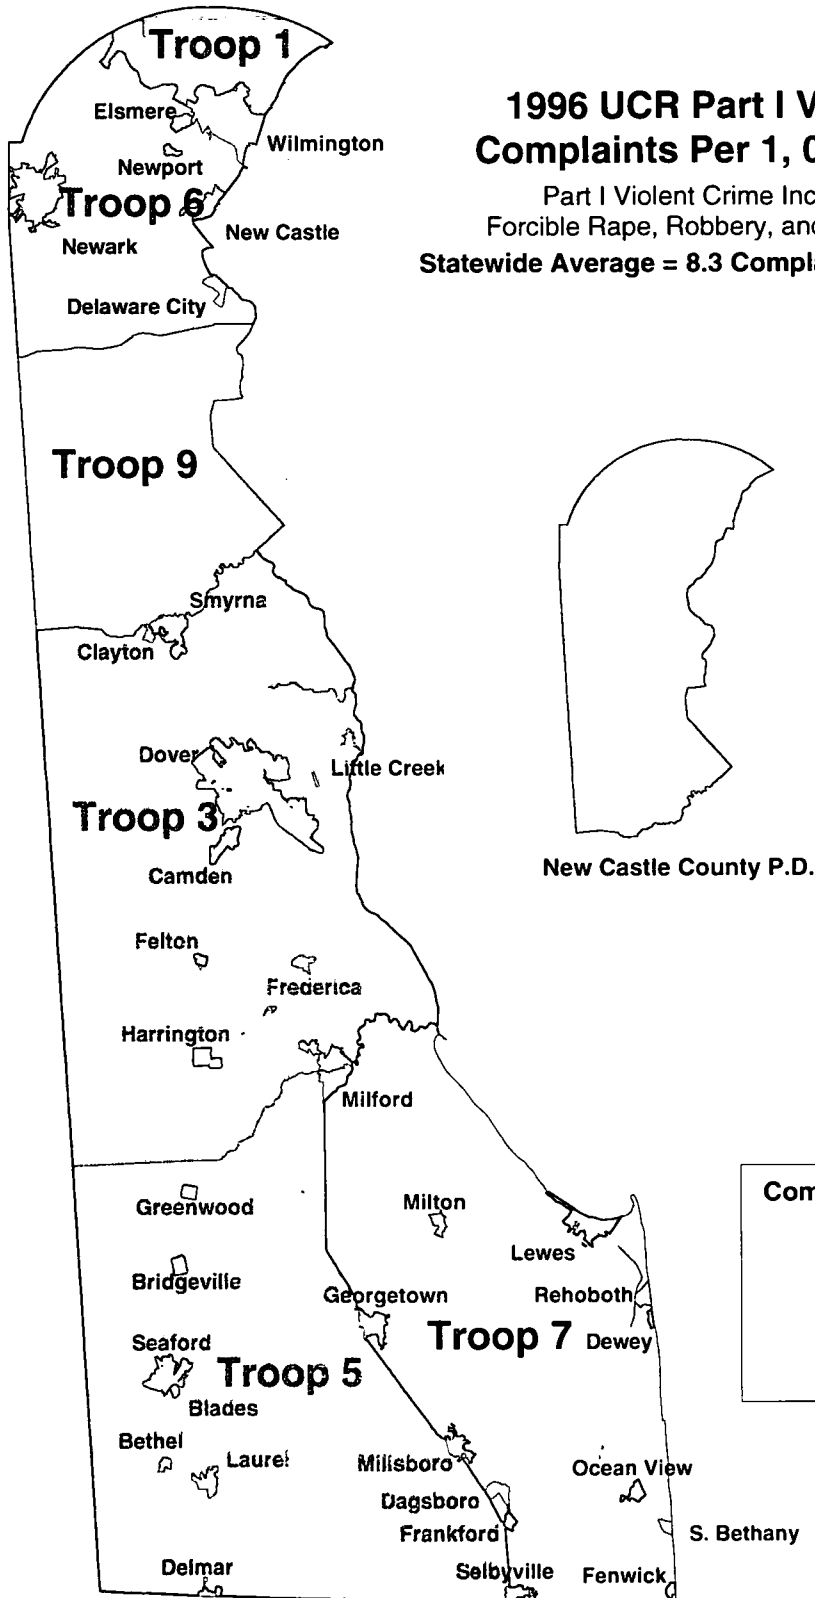 Troop 1
1996 UCR Part I V
Complaints Per 1, 0
Part I Violent Crime Inc
Forcible Rape, Robbery, and
Statewide Average = 8.3 Compla
Elsmere
Wilmington
Newport
Troop 6
New Castle
Newark
Delaware City
Troop 9
Smyrna
Clayton
Dover
Little Creek
Troop 3
New Castle County P.D.
Camden
Felton
Frederica
Harrington
Milford
Com
Greenwood
Milton
Lewes
Bridgeville
Georgetown
Rehoboth
Troop 7
Dewey
Seaford
Troop 5
Blades
Bethel
Laurel
Millsboro
Ocean View
Dagsboro
Frankford
S. Bethany
Delmar
Selbyville
Fenwick